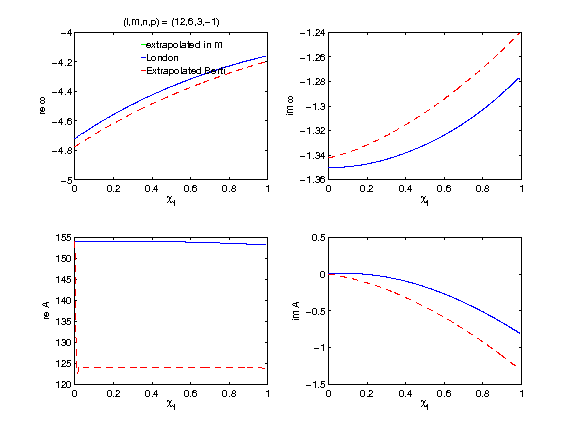 (l,m,n,p) = (12,6,3,−1)
−4
−4.2
−4.4
−4.6
−4.8
−5
re ω
extrapolated in m
London
Extrapolated Berti
0 0.2 0.4 0.6 0.8 1
χf
−1.24
−1.26
−1.28
−1.3
−1.32
−1.34
−1.36
im ω
0 0.2 0.4 0.6 0.8 1
χf
155
150
145
140
135
130
125
120
re A
0 0.2 0.4 0.6 0.8 1
χf
0.5
0
−0.5
−1
−1.5
im A
0 0.2 0.4 0.6 0.8 1
χf